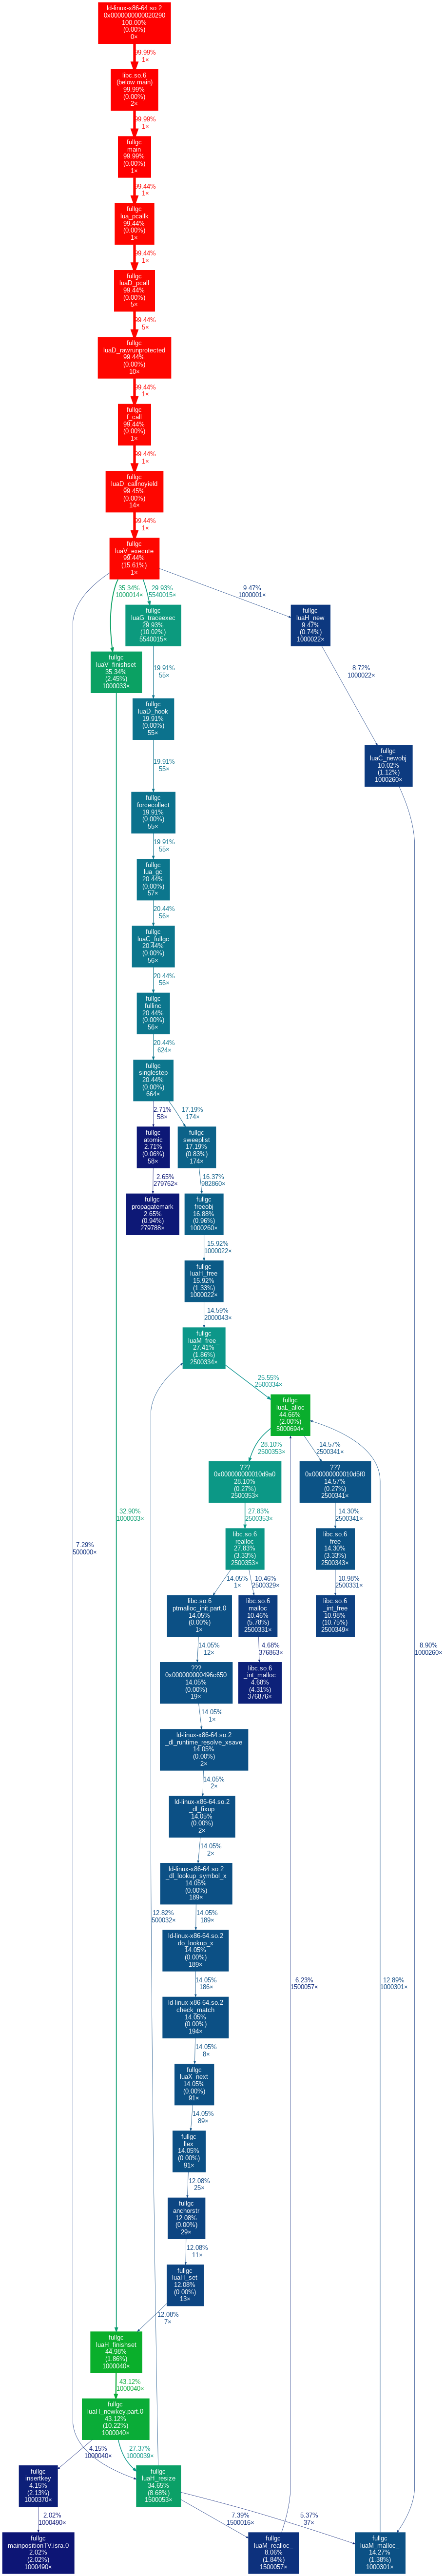 ld-linux-x86-64.so.2
0x0000000000020290
100.00%
(0.00%)
0×
99.99%
1×
libc.so.6
(below main)
99.99%
(0.00%)
2×
99.99%
1×
fullgc
main
99.99%
(0.00%)
1×
99.44%
1×
fullgc
lua_pcallk
99.44%
(0.00%)
1×
99.44%
1×
fullgc
luaD_pcall
99.44%
(0.00%)
5×
99.44%
5×
fullgc
luaD_rawrunprotected
99.44%
(0.00%)
10×
99.44%
1×
fullgc
f_call
99.44%
(0.00%)
1×
99.44%
1×
fullgc
luaD_callnoyield
99.45%
(0.00%)
14×
99.44%
1×
fullgc
luaV_execute
99.44%
(15.61%)
1×
35.34%
1000014×
29.93%
5540015×
9.47%
1000001×
fullgc
luaG_traceexec
29.93%
(10.02%)
5540015×
fullgc
luaH_new
9.47%
(0.74%)
1000022×
fullgc
luaV_finishset
35.34%
(2.45%)
1000033×
19.91%
55×
8.72%
1000022×
fullgc
luaD_hook
19.91%
(0.00%)
55×
fullgc
luaC_newobj
10.02%
(1.12%)
1000260×
19.91%
55×
fullgc
forcecollect
19.91%
(0.00%)
55×
19.91%
55×
fullgc
lua_gc
20.44%
(0.00%)
57×
20.44%
56×
fullgc
luaC_fullgc
20.44%
(0.00%)
56×
20.44%
56×
fullgc
fullinc
20.44%
(0.00%)
56×
20.44%
624×
fullgc
singlestep
20.44%
(0.00%)
664×
2.71%
58×
17.19%
174×
fullgc
atomic
2.71%
(0.06%)
58×
fullgc
sweeplist
17.19%
(0.83%)
174×
2.65%
279762×
16.37%
982860×
fullgc
propagatemark
2.65%
(0.94%)
279788×
fullgc
freeobj
16.88%
(0.96%)
1000260×
15.92%
1000022×
fullgc
luaH_free
15.92%
(1.33%)
1000022×
14.59%
2000043×
fullgc
luaM_free_
27.41%
(1.86%)
2500334×
25.55%
2500334×
fullgc
luaL_alloc
44.66%
(2.00%)
5000694×
28.10%
2500353×
14.57%
2500341×
???
0x000000000010d9a0
28.10%
(0.27%)
2500353×
???
0x000000000010d5f0
14.57%
(0.27%)
2500341×
32.90%
1000033×
27.83%
2500353×
14.30%
2500341×
7.29%
500000×
libc.so.6
realloc
27.83%
(3.33%)
2500353×
libc.so.6
free
14.30%
(3.33%)
2500343×
14.05%
1×
10.46%
2500329×
10.98%
2500331×
libc.so.6
ptmalloc_init.part.0
14.05%
(0.00%)
1×
libc.so.6
malloc
10.46%
(5.78%)
2500331×
libc.so.6
_int_free
10.98%
(10.75%)
2500349×
14.05%
12×
4.68%
376863×
8.90%
1000260×
???
0x000000000496c650
14.05%
(0.00%)
19×
libc.so.6
_int_malloc
4.68%
(4.31%)
376876×
14.05%
1×
ld-linux-x86-64.so.2
_dl_runtime_resolve_xsave
14.05%
(0.00%)
2×
14.05%
2×
ld-linux-x86-64.so.2
_dl_fixup
14.05%
(0.00%)
2×
14.05%
2×
ld-linux-x86-64.so.2
_dl_lookup_symbol_x
14.05%
(0.00%)
189×
12.82%
500032×
14.05%
189×
ld-linux-x86-64.so.2
do_lookup_x
14.05%
(0.00%)
189×
6.23%
1500057×
12.89%
1000301×
14.05%
186×
ld-linux-x86-64.so.2
check_match
14.05%
(0.00%)
194×
14.05%
8×
fullgc
luaX_next
14.05%
(0.00%)
91×
14.05%
89×
fullgc
llex
14.05%
(0.00%)
91×
12.08%
25×
fullgc
anchorstr
12.08%
(0.00%)
29×
12.08%
11×
fullgc
luaH_set
12.08%
(0.00%)
13×
12.08%
7×
fullgc
luaH_finishset
44.98%
(1.86%)
1000040×
43.12%
1000040×
fullgc
luaH_newkey.part.0
43.12%
(10.22%)
1000040×
4.15%
1000040×
27.37%
1000039×
fullgc
insertkey
4.15%
(2.13%)
1000370×
fullgc
luaH_resize
34.65%
(8.68%)
1500053×
2.02%
1000490×
7.39%
1500016×
5.37%
37×
fullgc
mainpositionTV.isra.0
2.02%
(2.02%)
1000490×
fullgc
luaM_realloc_
8.06%
(1.84%)
1500057×
fullgc
luaM_malloc_
14.27%
(1.38%)
1000301×